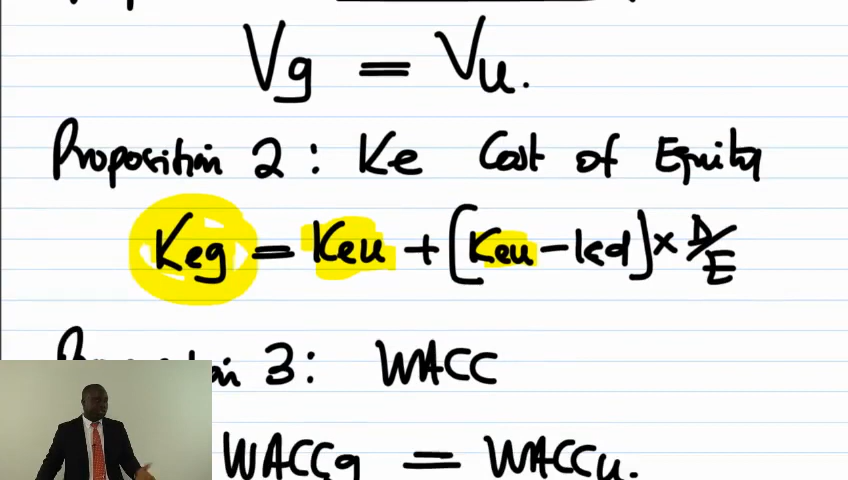 Vg = Vu.
Proposition 2: Ke Cost of Equity
Keg = Keu + [Keu - kd] × D/E
3: WACC
WACCg = WACCu.